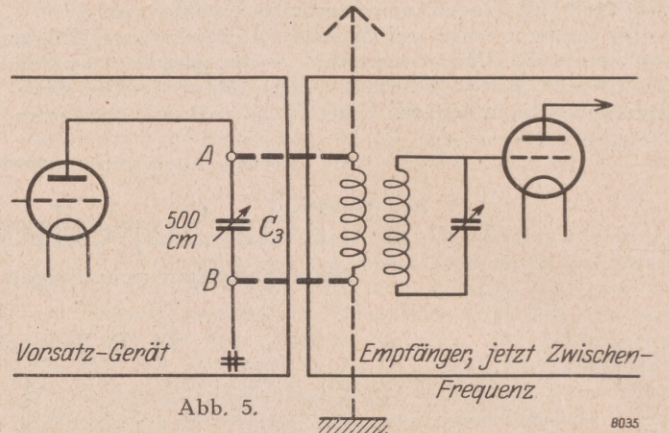 A
500
cm
C₃
B
Vorsatz-Gerät
Empfänger, jetzt Zwischen-
Frequenz
Abb. 5.
8035